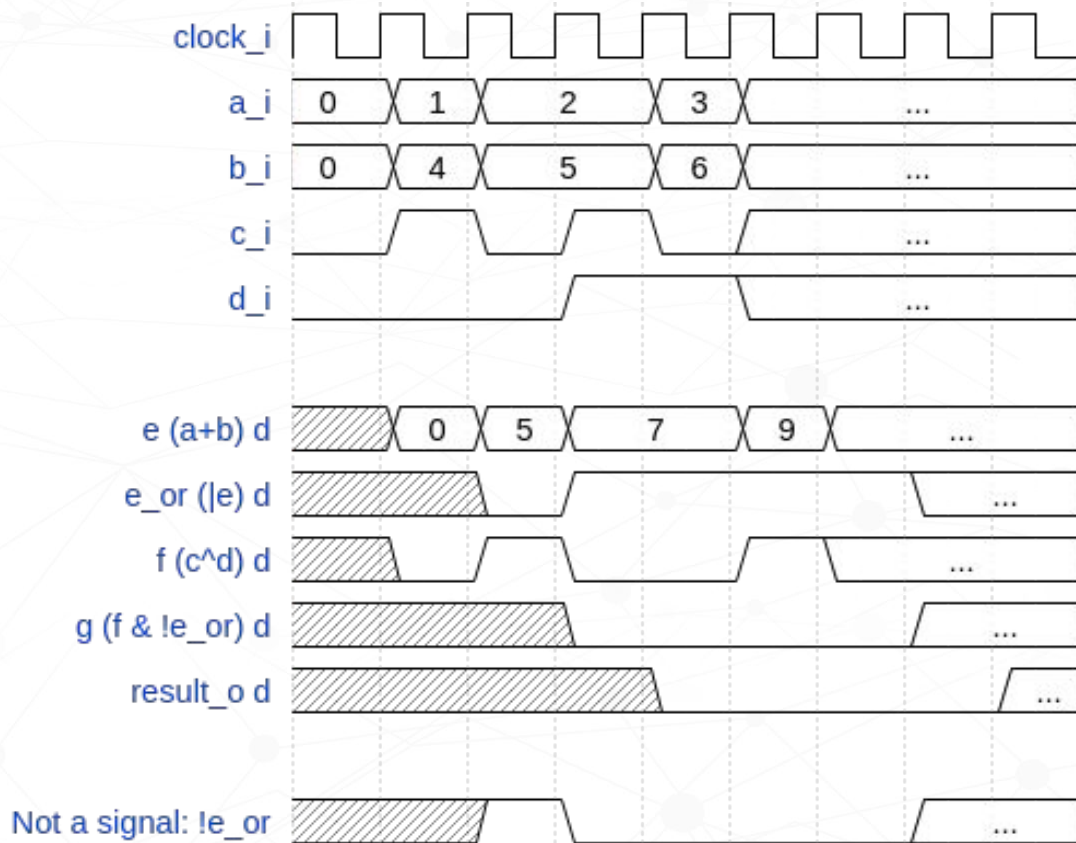 clock_i
a_i 0 1 2 3 ...
b_i 0 4 5 6 ...
c_i ...
d_i ...
e (a+b) d 0 5 7 9 ...
e_or (|e) d ...
f (c^d) d ...
g (f & !e_or) d ...
result_o d ...
Not a signal: !e_or ...